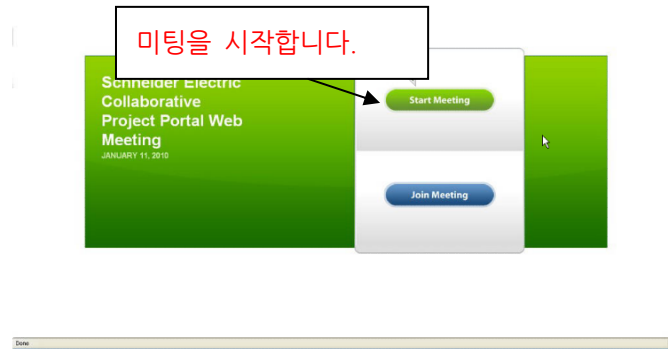 미팅을 시작합니다.
Schneider Electric
Collaborative
Project Portal Web
Meeting
JANUARY 11, 2010
Start Meeting
Join Meeting
Done